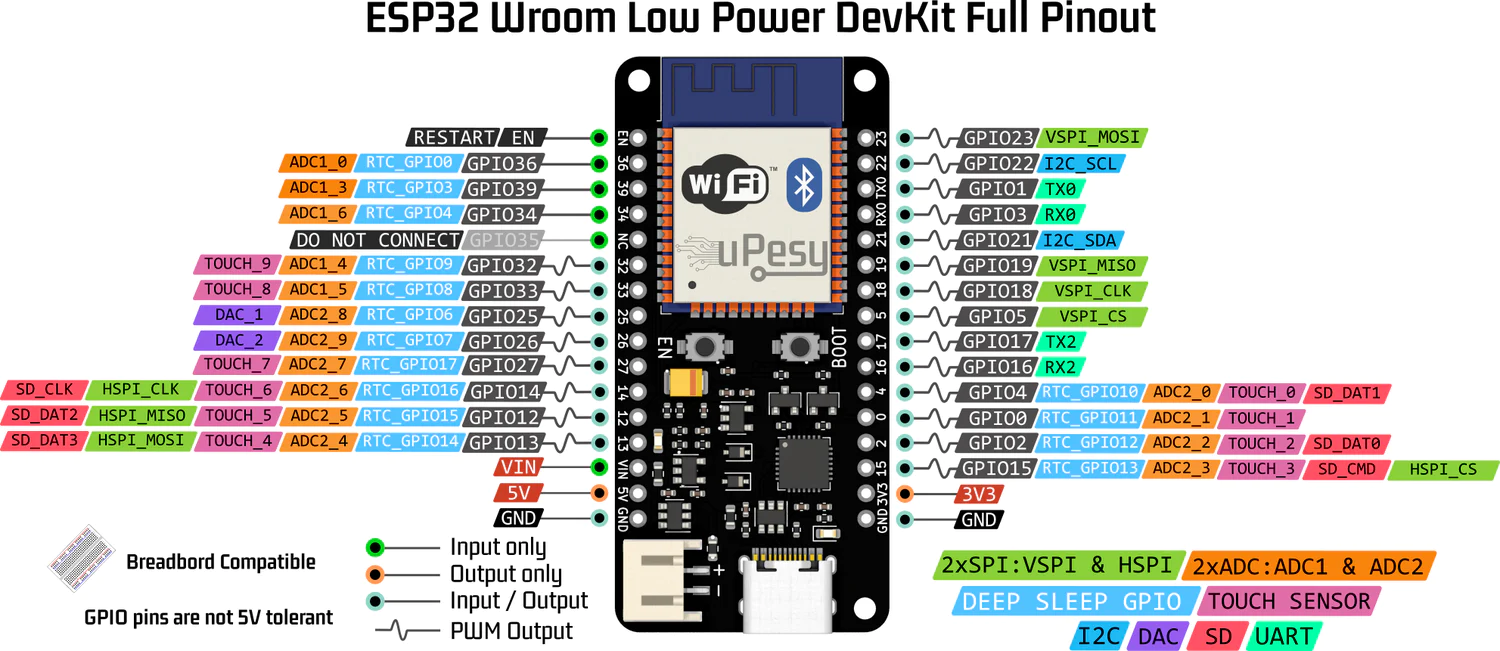 ESP32 Wroom Low Power DevKit Full Pinout
RESTART EN EN 23 GPIO23 VSPI_MOSI
ADC1_0 RTC_GPIO0 GPIO36 36 22 GPIO22 I2C_SCL
ADC1_3 RTC_GPIO3 GPIO39 39 TX0 GPIO1 TX0
ADC1_6 RTC_GPIO4 GPIO34 34 RX0 GPIO3 RX0
DO NOT CONNECT GPIO35 NC 21 GPIO21 I2C_SDA
TOUCH_9 ADC1_4 RTC_GPIO9 GPIO32 32 19 GPIO19 VSPI_MISO
TOUCH_8 ADC1_5 RTC_GPIO8 GPIO33 33 18 GPIO18 VSPI_CLK
DAC_1 ADC2_8 RTC_GPIO6 GPIO25 25 5 GPIO5 VSPI_CS
DAC_2 ADC2_9 RTC_GPIO7 GPIO26 26 17 GPIO17 TX2
TOUCH_7 ADC2_7 RTC_GPIO17 GPIO27 27 16 GPIO16 RX2
SD_CLK HSPI_CLK TOUCH_6 ADC2_6 RTC_GPIO16 GPIO14 14 4 GPIO4 RTC_GPIO10 ADC2_0 TOUCH_0 SD_DAT1
SD_DAT2 HSPI_MISO TOUCH_5 ADC2_5 RTC_GPIO15 GPIO12 12 0 GPIO0 RTC_GPIO11 ADC2_1 TOUCH_1
SD_DAT3 HSPI_MOSI TOUCH_4 ADC2_4 RTC_GPIO14 GPIO13 13 2 GPIO2 RTC_GPIO12 ADC2_2 TOUCH_2 SD_DAT0
VIN VIN 15 GPIO15 RTC_GPIO13 ADC2_3 TOUCH_3 SD_CMD HSPI_CS
5V 5V 3V3 3V3
GND GND GND GND
WiFi ™
uPesy
EN BOOT
+
-
Breadbord Compatible
GPIO pins are not 5V tolerant
Input only
Output only
Input / Output
PWM Output
2xSPI:VSPI & HSPI 2xADC:ADC1 & ADC2
DEEP SLEEP GPIO TOUCH SENSOR
I2C DAC SD UART